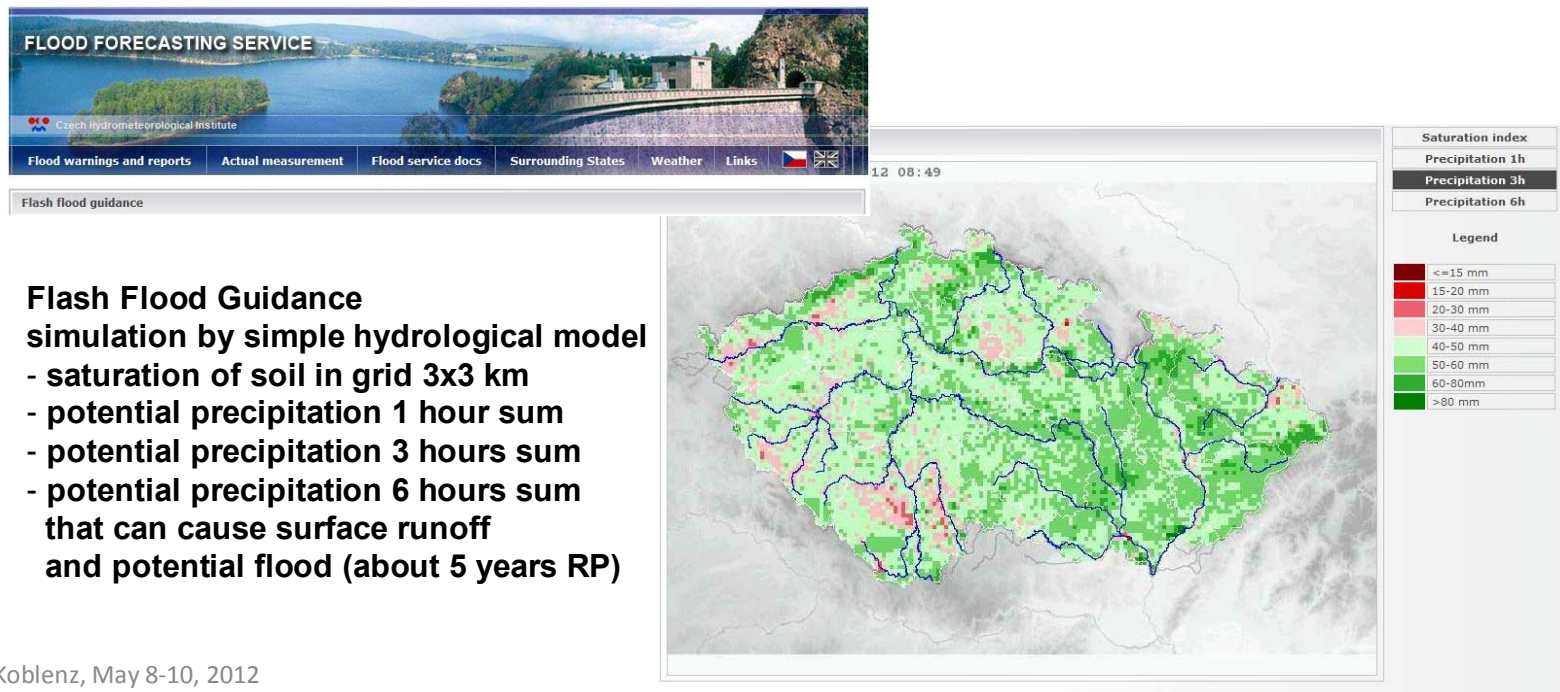 FLOOD FORECASTING SERVICE
Czech Hydrometeorological Institute
Flood warnings and reports
Actual measurement
Flood service docs
Surrounding States
Weather
Links
Flash flood guidance
12 08:49
Saturation index
Precipitation 1h
Precipitation 3h
Precipitation 6h
Legend
<=15 mm
15-20 mm
20-30 mm
30-40 mm
40-50 mm
50-60 mm
60-80mm
>80 mm
Flash Flood Guidance
simulation by simple hydrological model
- saturation of soil in grid 3x3 km
- potential precipitation 1 hour sum
- potential precipitation 3 hours sum
- potential precipitation 6 hours sum
that can cause surface runoff
and potential flood (about 5 years RP)
Koblenz, May 8-10, 2012